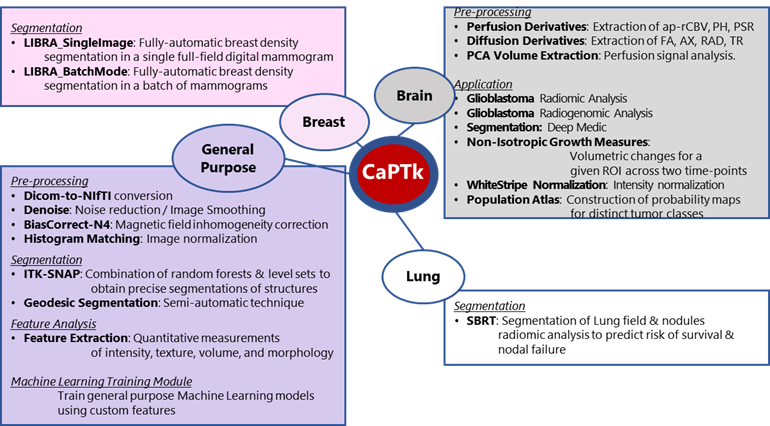 Segmentation
• LIBRA_SingleImage: Fully-automatic breast density
segmentation in a single full-field digital mammogram
• LIBRA_BatchMode: Fully-automatic breast density
segmentation in a batch of mammograms
Breast
Brain
General
Purpose
CaPTk
Lung
Pre-processing
• Perfusion Derivatives: Extraction of ap-rCBV, PH, PSR
• Diffusion Derivatives: Extraction of FA, AX, RAD, TR
• PCA Volume Extraction: Perfusion signal analysis.
Application
• Glioblastoma Radiomic Analysis
• Glioblastoma Radiogenomic Analysis
• Segmentation: Deep Medic
• Non-Isotropic Growth Measures:
Volumetric changes for a
given ROI across two time-points
• WhiteStripe Normalization: Intensity normalization
• Population Atlas: Construction of probability maps
for distinct tumor classes
Pre-processing
• Dicom-to-NIfTI conversion
• Denoise: Noise reduction / Image Smoothing
• BiasCorrect-N4: Magnetic field inhomogeneity correction
• Histogram Matching: Image normalization
Segmentation
• ITK-SNAP: Combination of random forests & level sets to
obtain precise segmentations of structures
• Geodesic Segmentation: Semi-automatic technique
Feature Analysis
• Feature Extraction: Quantitative measurements
of intensity, texture, volume, and morphology
Machine Learning Training Module
Train general purpose Machine Learning models
using custom features
Segmentation
• SBRT: Segmentation of Lung field & nodules
radiomic analysis to predict risk of survival &
nodal failure